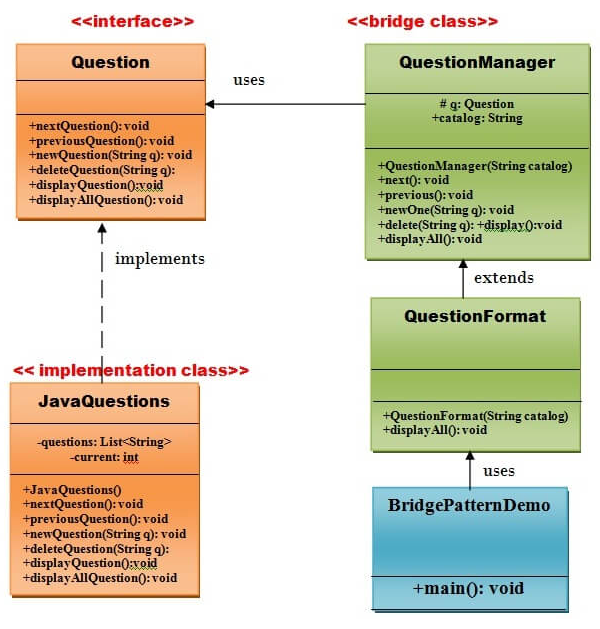 <<interface>>
Question
+nextQuestion(): void
+previousQuestion(): void
+newQuestion(String q): void
+deleteQuestion(String q):
+displayQuestion():void
+displayAllQuestion(): void
uses
<<bridge class>>
QuestionManager
# q: Question
+catalog: String
+QuestionManager(String catalog)
+next(): void
+previous(): void
+newOne(String q): void
+delete(String q): +display():void
+displayAll(): void
implements
extends
QuestionFormat
+QuestionFormat(String catalog)
+displayAll(): void
<< implementation class>>
JavaQuestions
-questions: List<String>
-current: int
+JavaQuestions()
+nextQuestion(): void
+previousQuestion(): void
+newQuestion(String q): void
+deleteQuestion(String q):
+displayQuestion():void
+displayAllQuestion(): void
uses
BridgePatternDemo
+main(): void